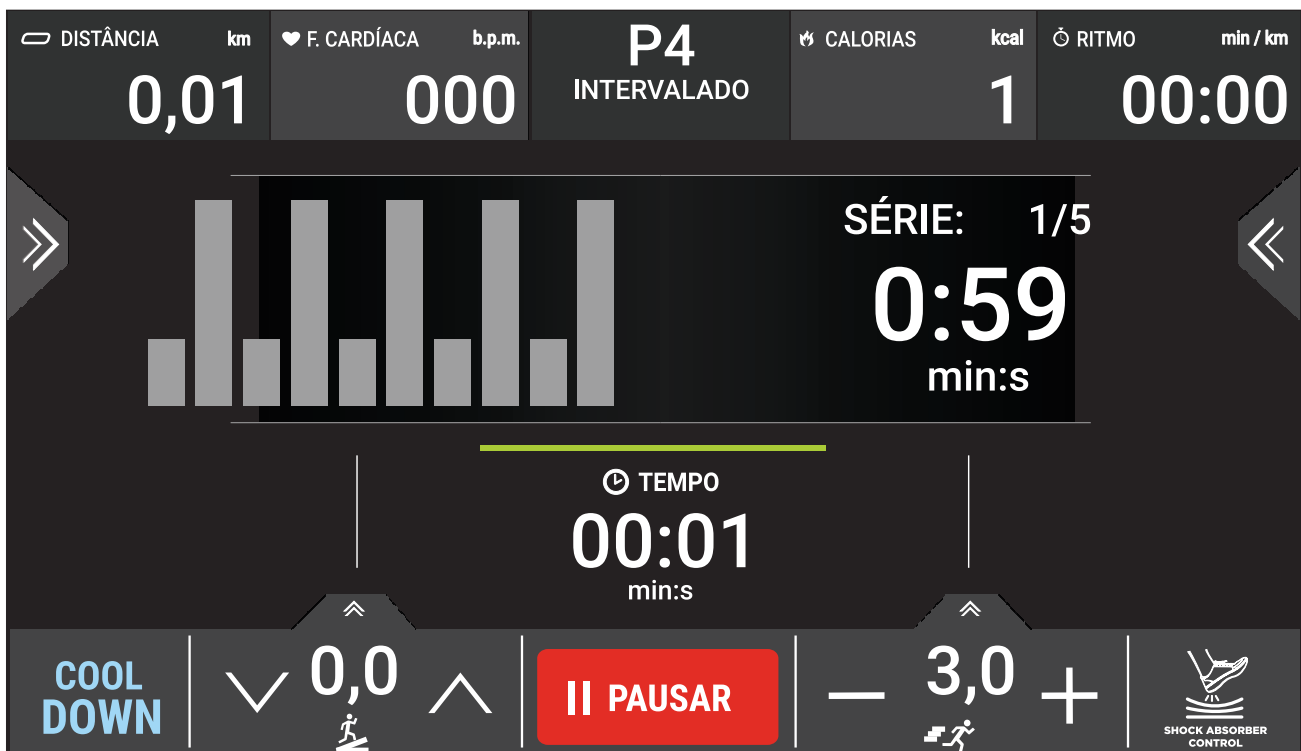 DISTÂNCIA km
0,01
F. CARDÍACA b.p.m.
000
P4
INTERVALADO
CALORIAS kcal
1
RITMO min / km
00:00
SÉRIE: 1/5
0:59
min:s
TEMPO
00:01
min:s
COOL
DOWN
0,0
PAUSAR
3,0
SHOCK ABSORBER
CONTROL